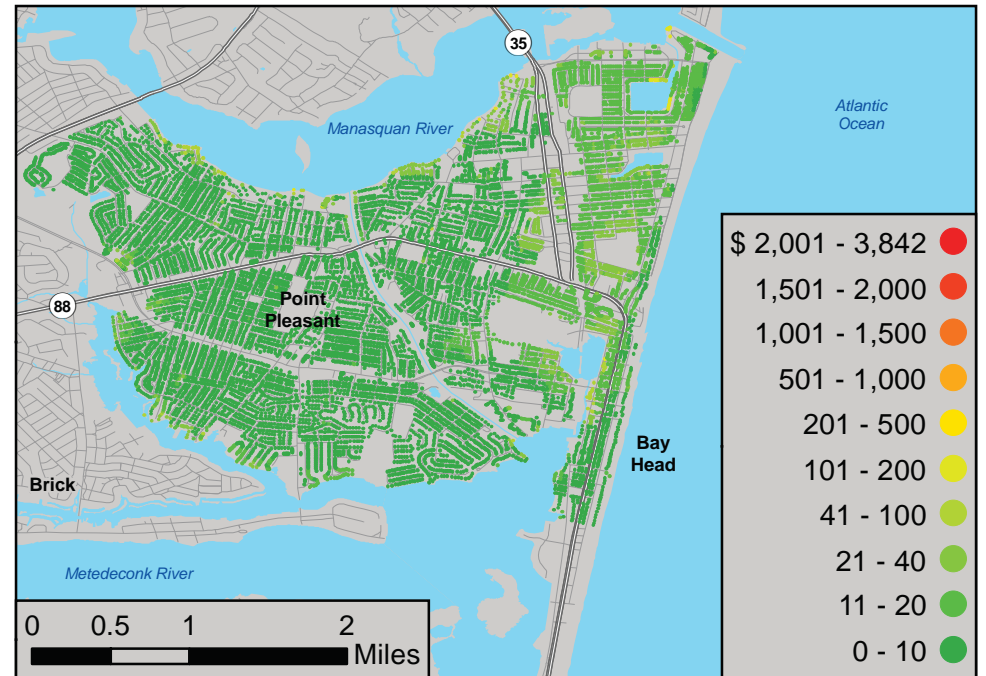 35
Atlantic
Ocean
Manasquan River
88
Point
Pleasant
Bay
Head
Brick
Metedeconk River
0 0.5 1 2
Miles
$ 2,001 - 3,842
1,501 - 2,000
1,001 - 1,500
501 - 1,000
201 - 500
101 - 200
41 - 100
21 - 40
11 - 20
0 - 10